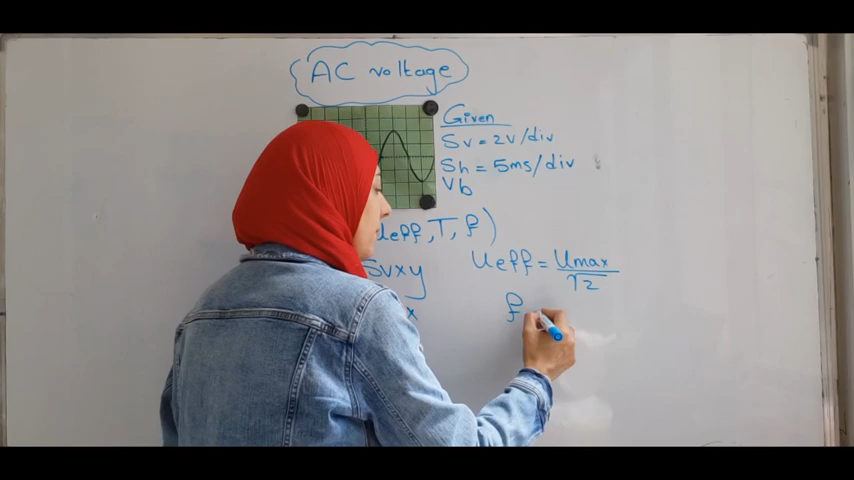 AC voltage
Given
Sv = 2v/div
Sh = 5ms/div
Vb
ueff, T, f)
Svxy
x
Ueff = Umax
√2
f